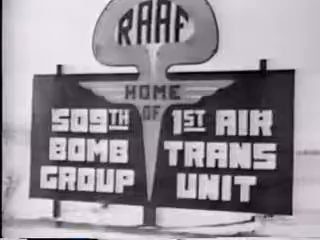 RAAF
HOME
OF
509TH
BOMB
GROUP
1ST AIR
TRANS
UNIT